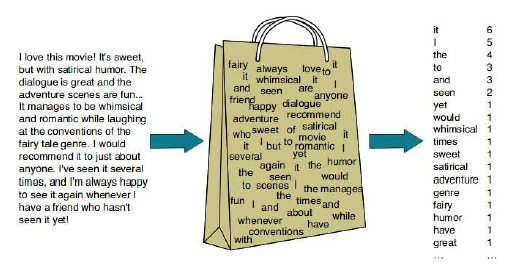 I love this movie! It's sweet,
but with satirical humor. The
dialogue is great and the
adventure scenes are fun...
It manages to be whimsical
and romantic while laughing
at the conventions of the
fairy tale genre. I would
recommend it to just about
anyone. I've seen it several
times, and I'm always happy
to see it again whenever I
have a friend who hasn't
seen it yet!
fairy always love to it
it whimsical it I
and seen are anyone
friend happy dialogue
adventure recommend
who sweet of satirical it
it I but to movie romantic I
several yet
again it the humor
the seen would
to scenes I the manages
fun I the times and
I and about while
whenever have
conventions
with
it 6
I 5
the 4
to 3
and 3
seen 2
yet 1
would 1
whimsical 1
times 1
sweet 1
satirical 1
adventure 1
genre 1
fairy 1
humor 1
have 1
great 1
... ...